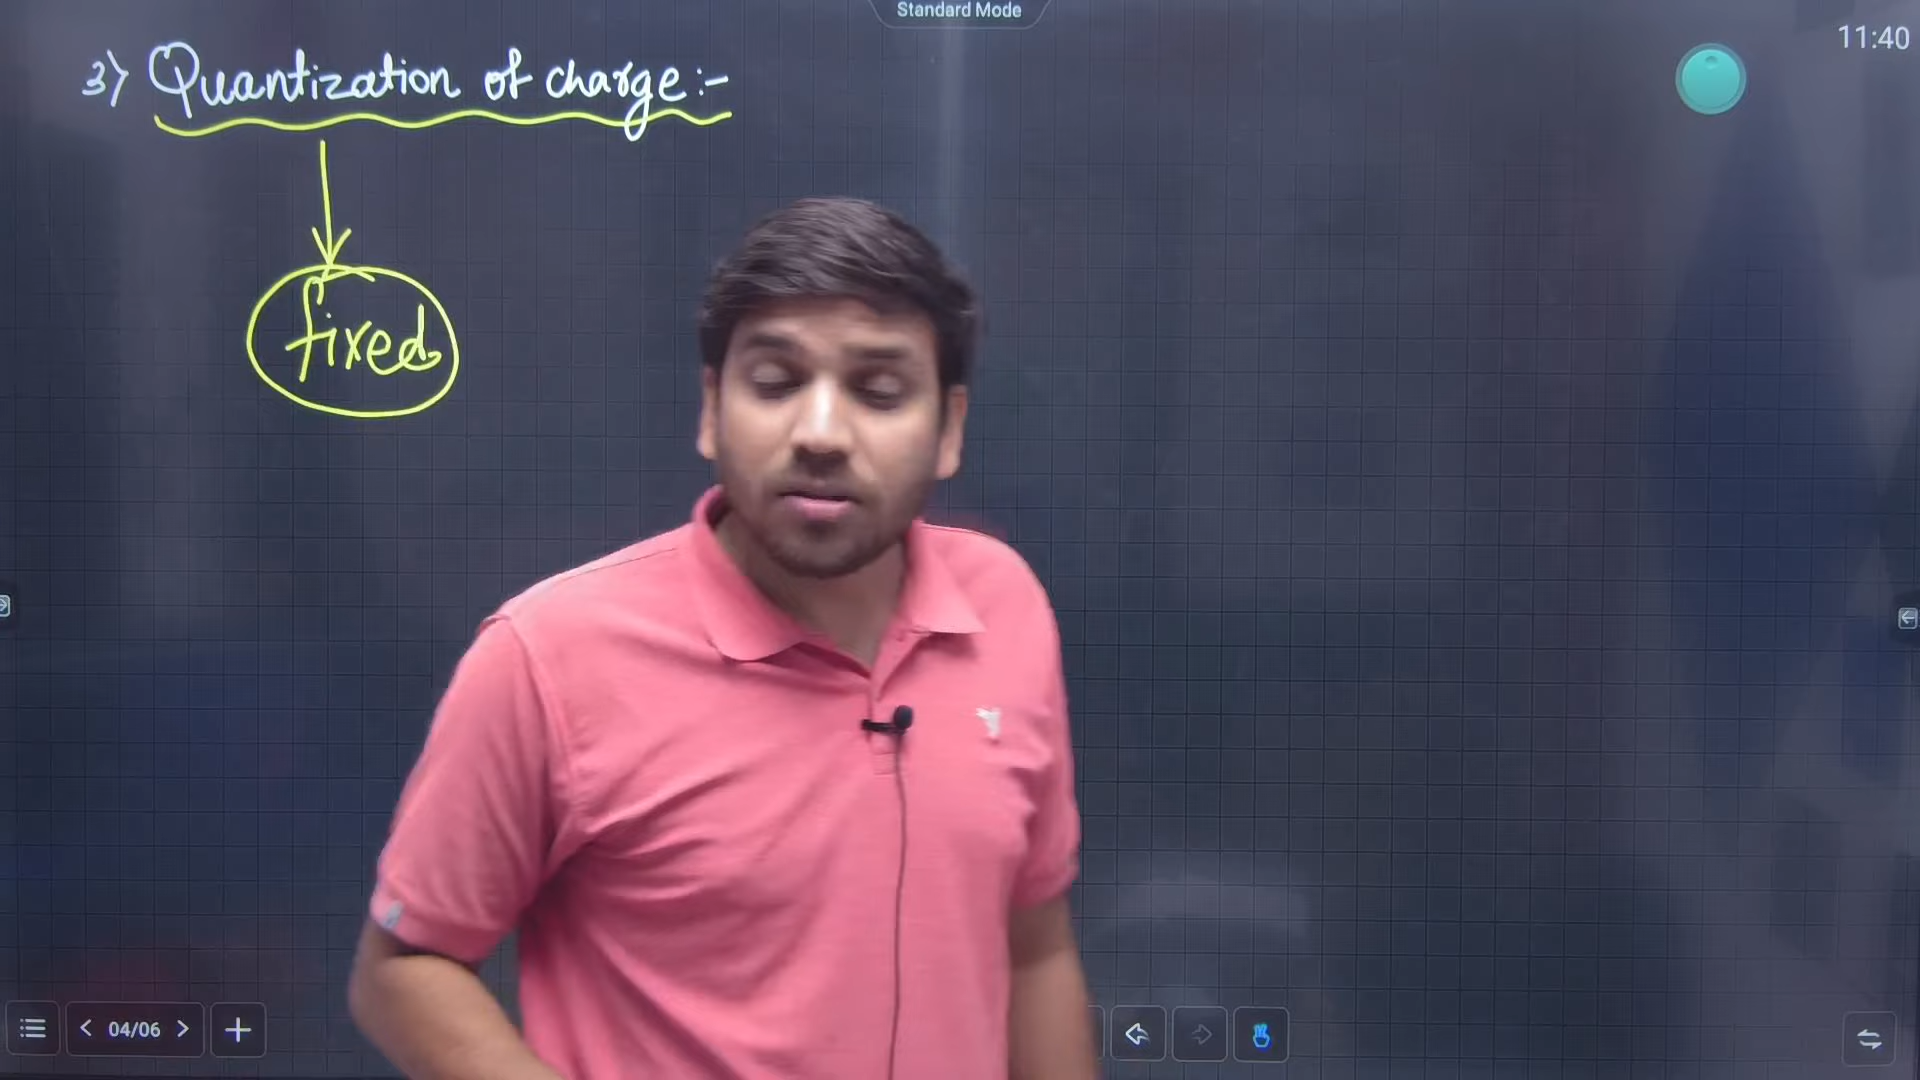 Standard Mode
11:40
3) Quantization of charge:-
fixed
04/06